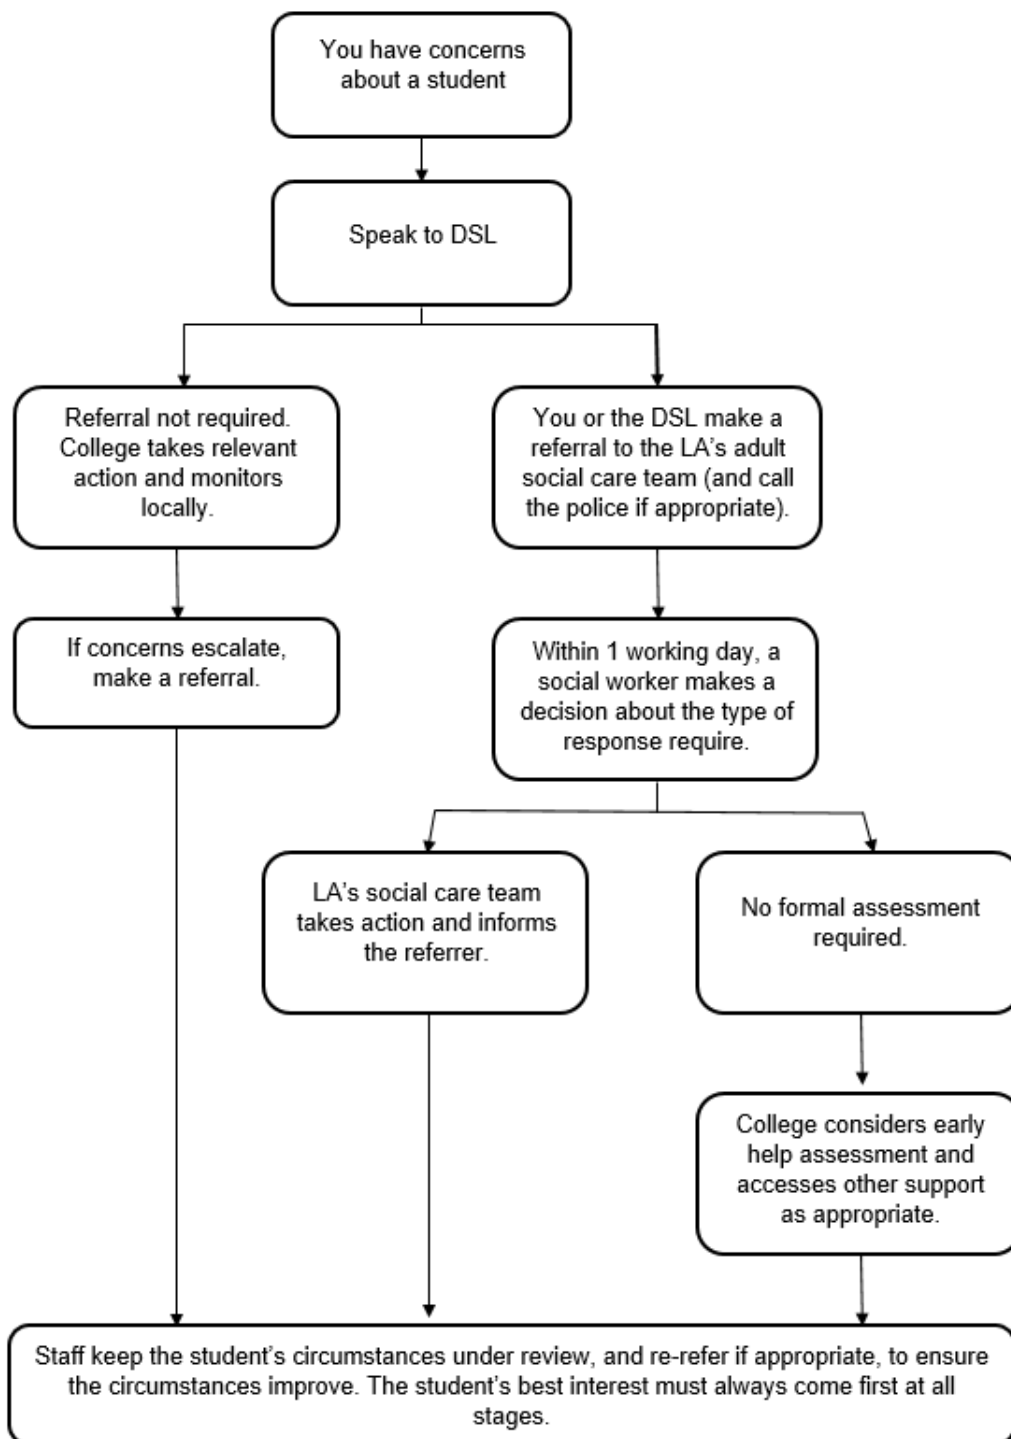 You have concerns
about a student
Speak to DSL
Referral not required.
College takes relevant
action and monitors
locally.
You or the DSL make a
referral to the LA's adult
social care team (and call
the police if appropriate).
If concerns escalate,
make a referral.
Within 1 working day, a
social worker makes a
decision about the type of
response require.
LA's social care team
takes action and informs
the referrer.
No formal assessment
required.
College considers early
help assessment and
accesses other support
as appropriate.
Staff keep the student's circumstances under review, and re-refer if appropriate, to ensure
the circumstances improve. The student's best interest must always come first at all
stages.